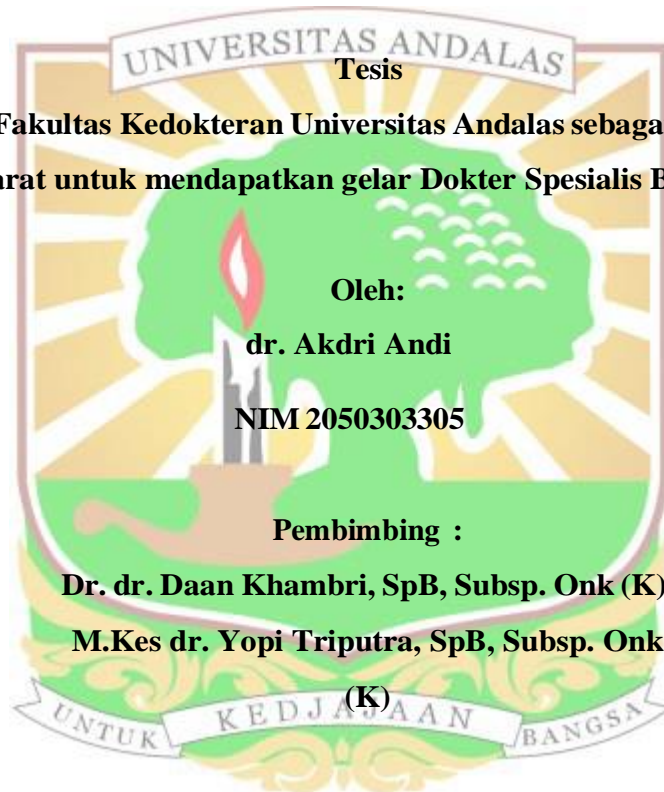 UNIVERSITAS ANDALAS
Tesis
Fakultas Kedokteran Universitas Andalas sebaga
arat untuk mendapatkan gelar Dokter Spesialis B
Oleh:
dr. Akdri Andi
NIM 2050303305
Pembimbing :
Dr. dr. Daan Khambri, SpB, Subsp. Onk (K)
M.Kes dr. Yopi Triputra, SpB, Subsp. Onk
(K)
UNTUK KEDJAJAAN BANGSA